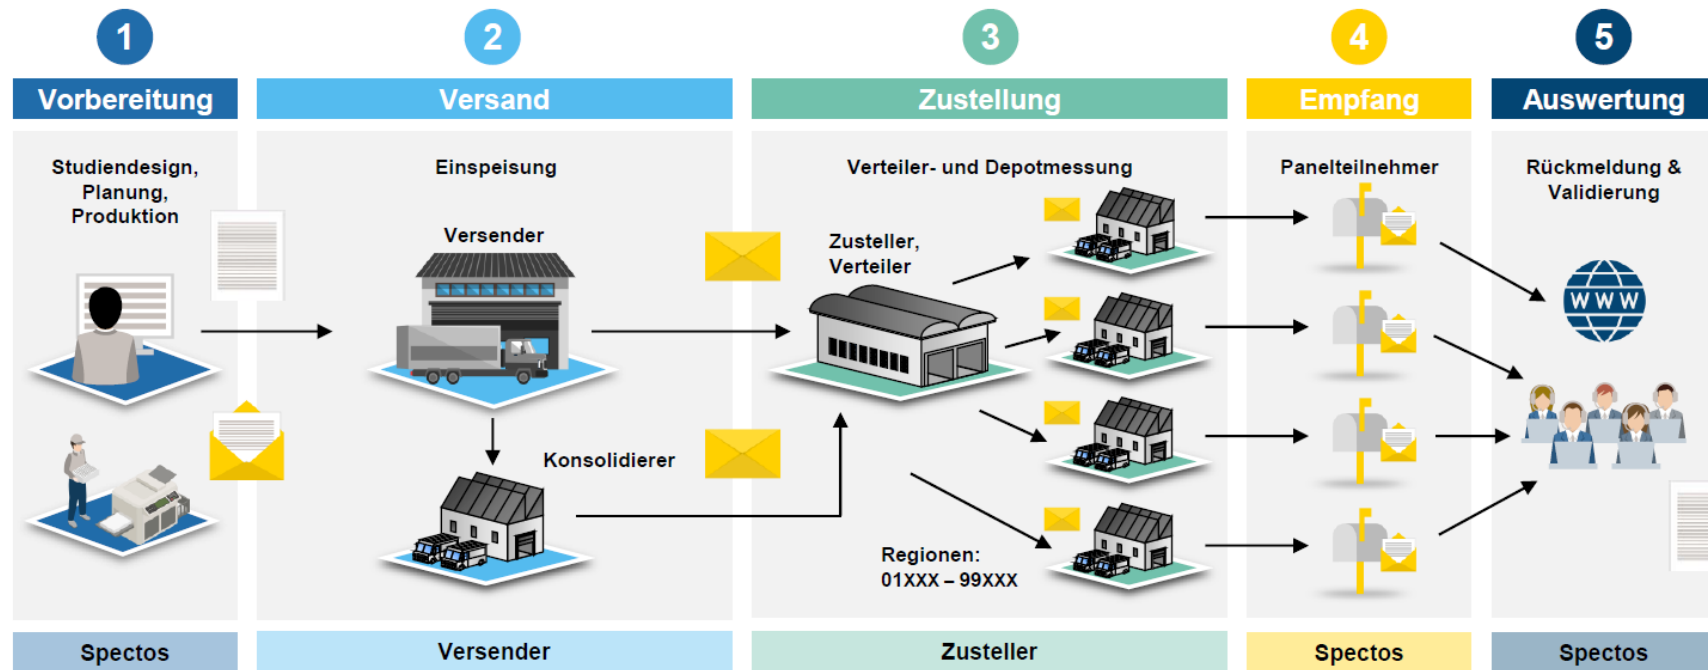 1
2
3
4
5
Vorbereitung
Versand
Zustellung
Empfang
Auswertung
Studiendesign,
Planung,
Produktion
Einspeisung
Versender
Konsolidierer
Verteiler- und Depotmessung
Zusteller,
Verteiler
Regionen:
01XXX – 99XXX
Panelteilnehmer
Rückmeldung &
Validierung
WWW
Spectos
Versender
Zusteller
Spectos
Spectos